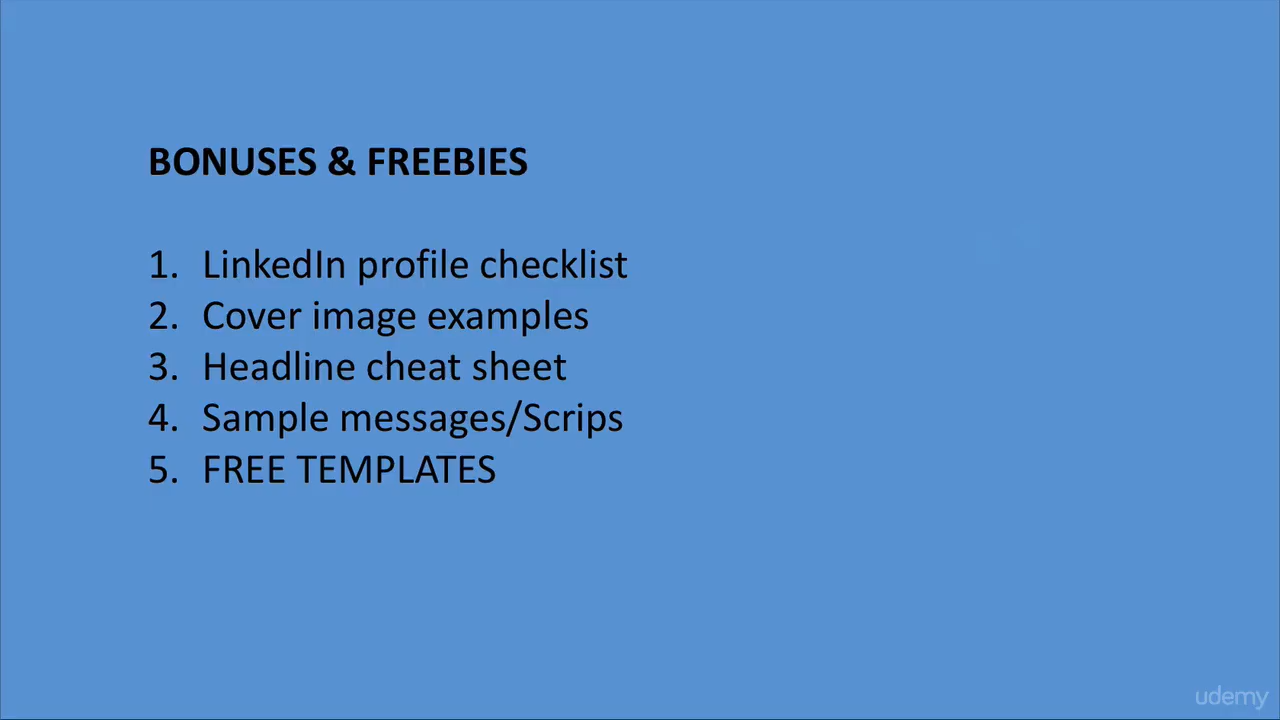 BONUSES & FREEBIES
1. LinkedIn profile checklist
2. Cover image examples
3. Headline cheat sheet
4. Sample messages/Scrips
5. FREE TEMPLATES
udemy